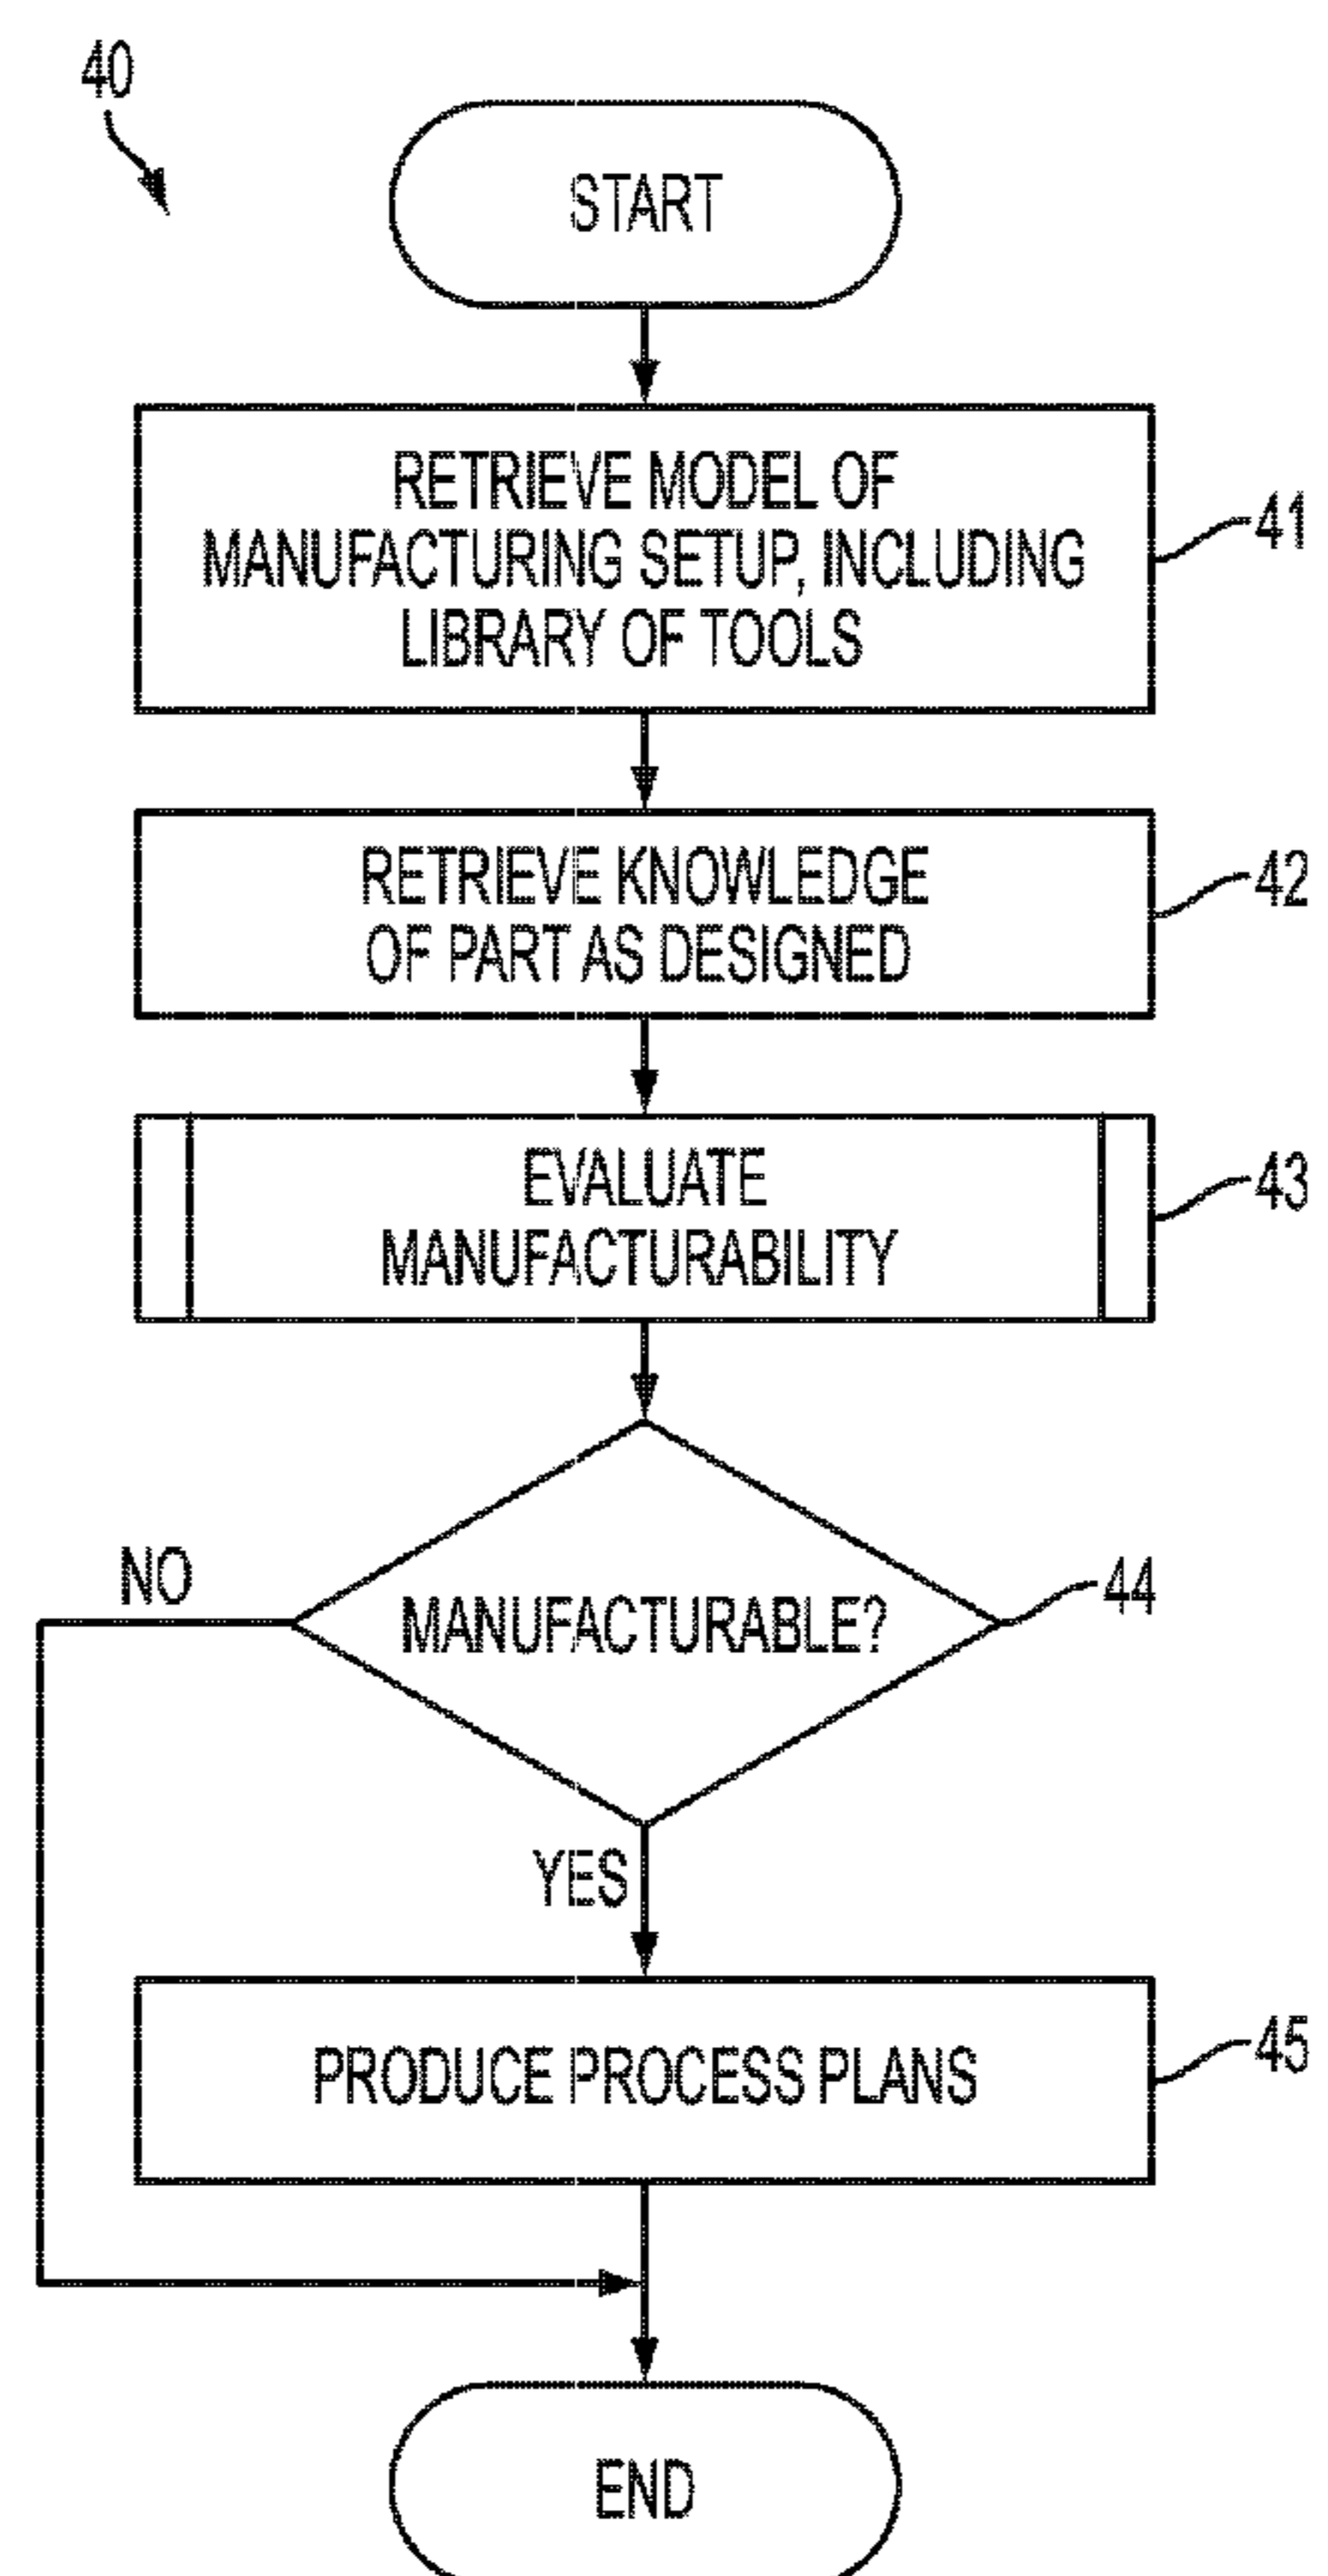 40
START
RETRIEVE MODEL OF
MANUFACTURING SETUP, INCLUDING
LIBRARY OF TOOLS
41
RETRIEVE KNOWLEDGE
OF PART AS DESIGNED
42
EVALUATE
MANUFACTURABILITY
43
NO
MANUFACTURABLE?
44
YES
PRODUCE PROCESS PLANS
45
END